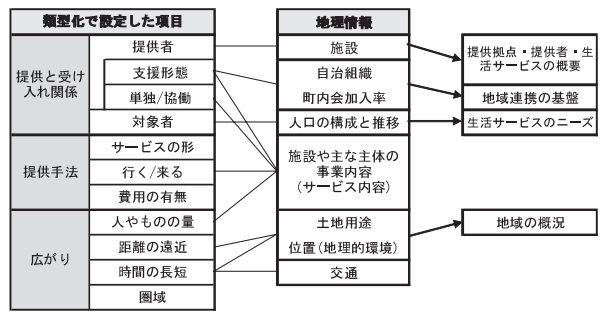 類型化で設定した項目
提供と受け
入れ関係
提供者
支援形態
単独/協働
対象者
提供手法
サービスの形
行く/来る
費用の有無
広がり
人やものの量
距離の遠近
時間の長短
圏域
地理情報
施設
自治組織
町内会加入率
人口の構成と推移
施設や主な主体の
事業内容
(サービス内容)
土地用途
位置(地理的環境)
交通
提供拠点・提供者・生
活サービスの概要
地域連携の基盤
生活サービスのニーズ
地域の概況